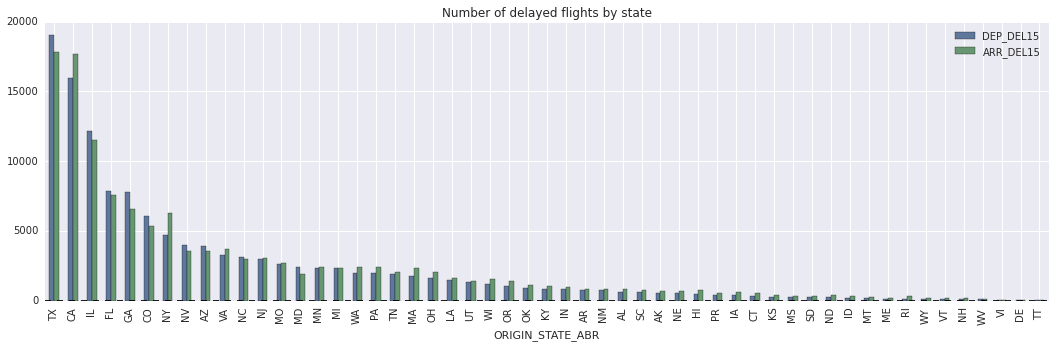 Number of delayed flights by state
20000
15000
10000
5000
0
DEP_DEL15
ARR_DEL15
TX CA IL FL GA CO NY NV AZ VA NC NJ MO MD MN MI WA PA TN MA OH LA UT WI OR OK KY IN AR NM AL SC AK NE HI PR IA CT KS MS SD ND ID MT ME RI WY VT NH WV VI DE TT
ORIGIN_STATE_ABR